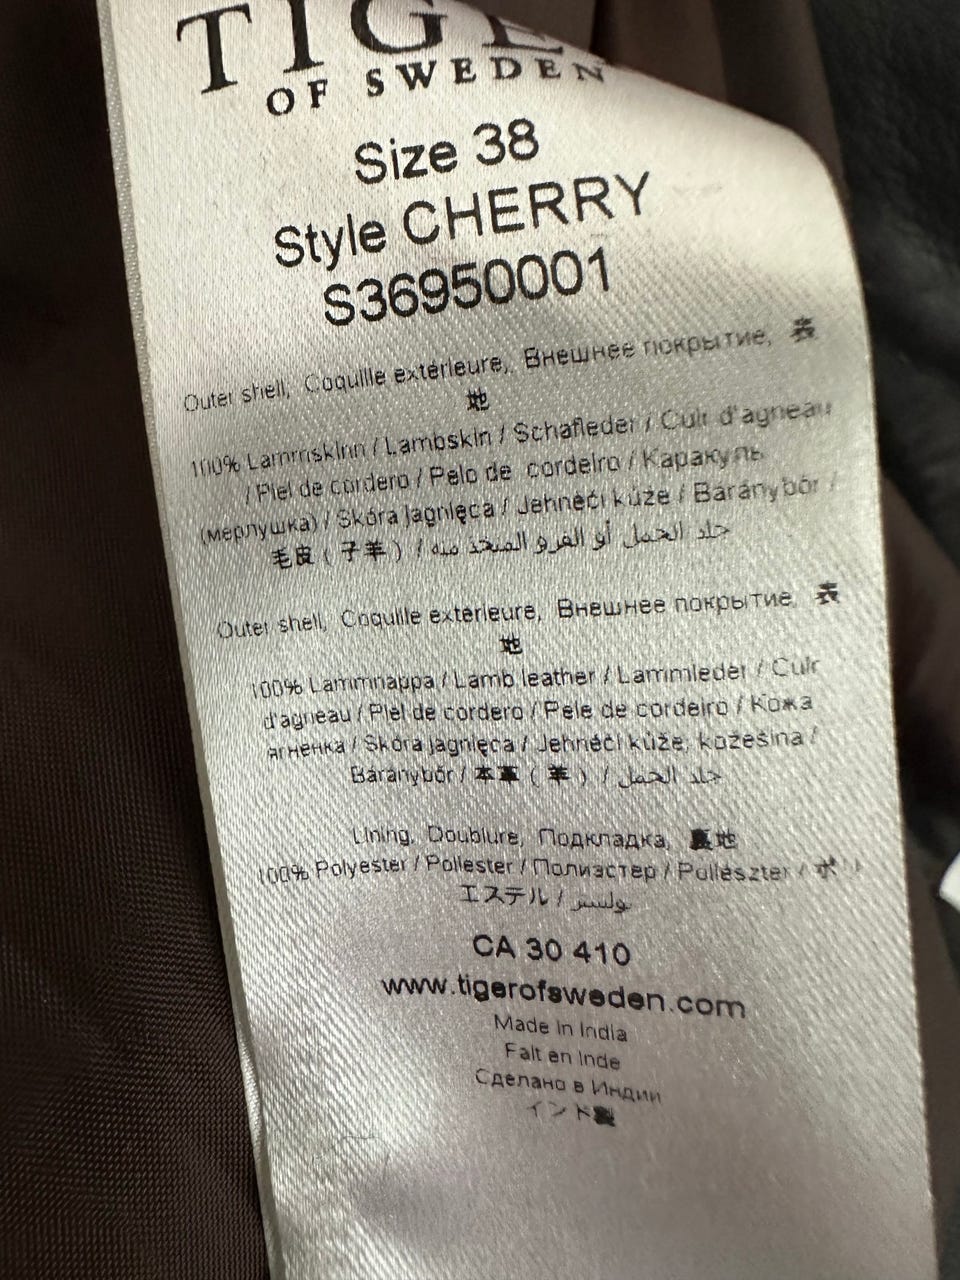 TIGE
OF SWEDEN
Size 38
Style CHERRY
S36950001
Outer shell, Coquille extérieure, Внешнее покрытие, 表
地
100% Lammskinn / Lambskin / Schafleder / Cuir d'agneau
/ Piel de cordero / Pelo de cordeiro / Каракуль
(мерлушка) / Skóra jagnięca / Jehněčí kůže / Báránybőr /
毛皮 ( 子羊 ) / جلد الحمل أو الفرو المتخذ منه
Outer shell, Coquille extérieure, Внешнее покрытие, 表
地
100% Lammnappa / Lamb leather / Lammleder / Cuir
d'agneau / Piel de cordero / Pele de cordeiro / Кожа
ягненка / Skóra jagnięca / Jehněčí kůže, kožešina /
Báránybőr / 本革 ( 羊 ) / جلد الحمل
Lining, Doublure, Подкладка, 裏地
100% Polyester / Poliester / Полиэстер / Poliészter / ポリ
エステル / بولستر
CA 30 410
www.tigerofsweden.com
Made in India
Fait en Inde
Сделано в Индии
インド製